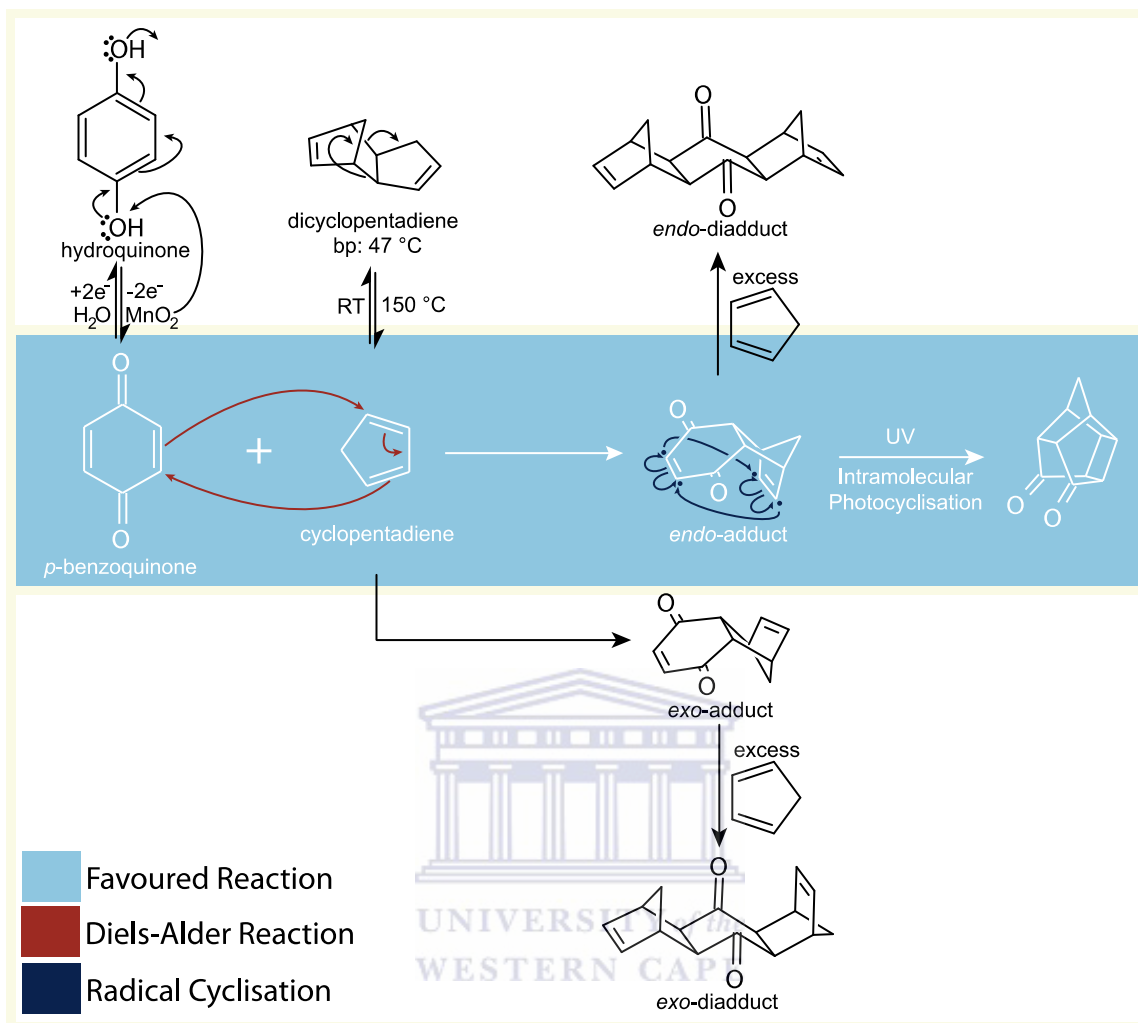 OH
OH
hydroquinone
+2e⁻ -2e⁻
H₂O MnO₂
dicyclopentadiene
bp: 47 °C
RT 150 °C
O
O
endo-diadduct
excess
O
O
p-benzoquinone
+
cyclopentadiene
O
O
endo-adduct
UV
Intramolecular
Photocyclisation
O
O
O
O
exo-adduct
excess
O
O
exo-diadduct
Favoured Reaction
Diels-Alder Reaction
Radical Cyclisation
UNIVERSITY of the
WESTERN CAPE